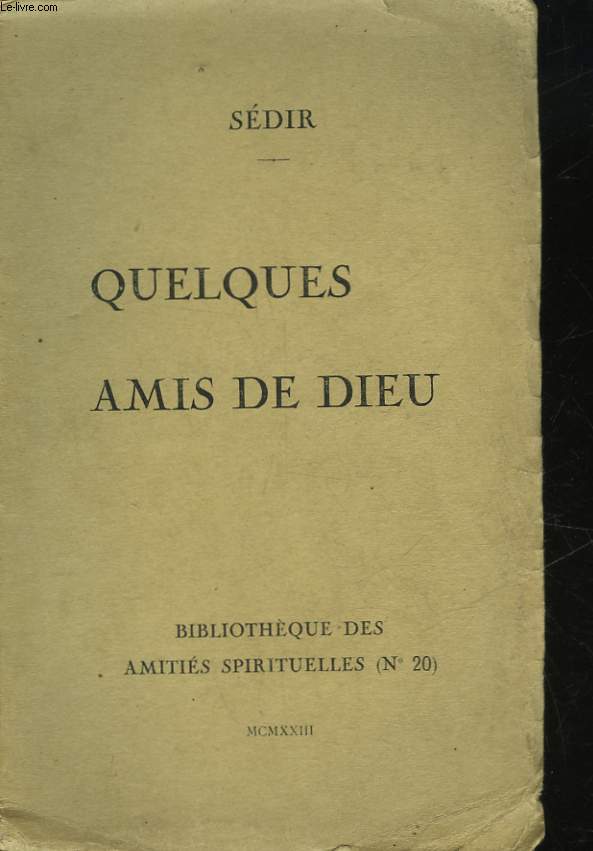 Le-livre.com
SÉDIR
QUELQUES
AMIS DE DIEU
BIBLIOTHÈQUE DES
AMITIÉS SPIRITUELLES (N° 20)
MCMXXIII